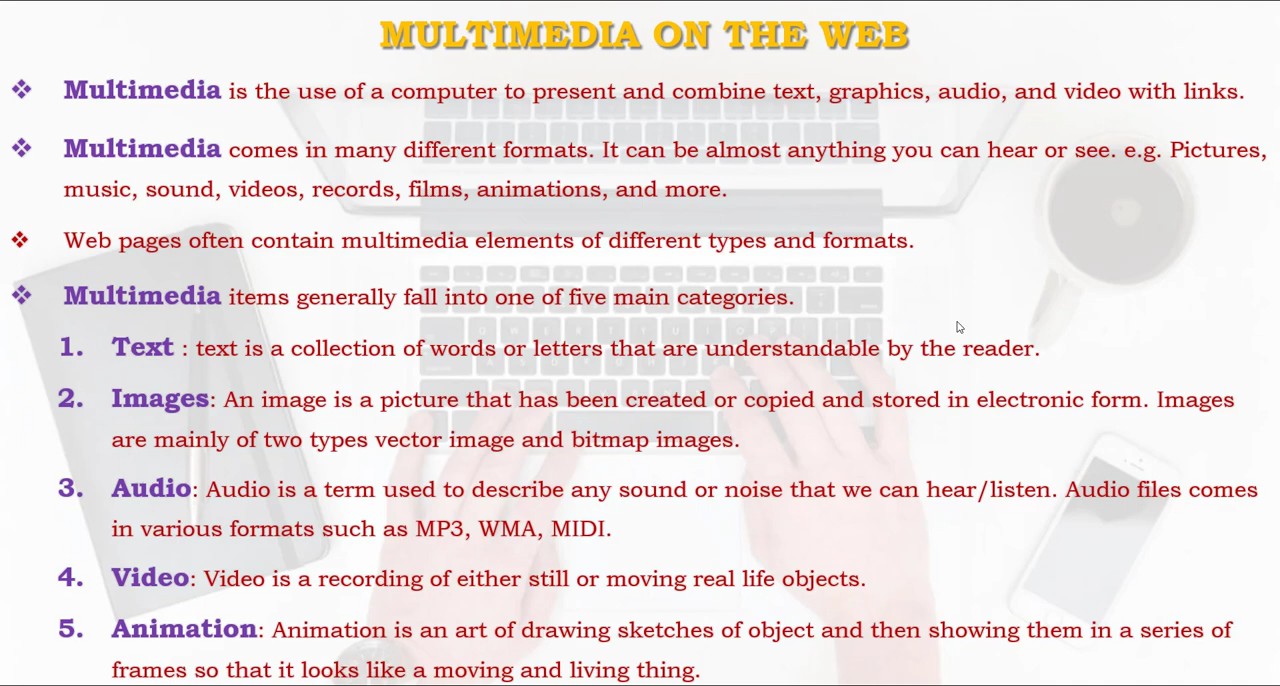 MULTIMEDIA ON THE WEB
❖ Multimedia is the use of a computer to present and combine text, graphics, audio, and video with links.
❖ Multimedia comes in many different formats. It can be almost anything you can hear or see. e.g. Pictures,
music, sound, videos, records, films, animations, and more.
❖ Web pages often contain multimedia elements of different types and formats.
❖ Multimedia items generally fall into one of five main categories.
1. Text : text is a collection of words or letters that are understandable by the reader.
2. Images: An image is a picture that has been created or copied and stored in electronic form. Images
are mainly of two types vector image and bitmap images.
3. Audio: Audio is a term used to describe any sound or noise that we can hear/listen. Audio files comes
in various formats such as MP3, WMA, MIDI.
4. Video: Video is a recording of either still or moving real life objects.
5. Animation: Animation is an art of drawing sketches of object and then showing them in a series of
frames so that it looks like a moving and living thing.